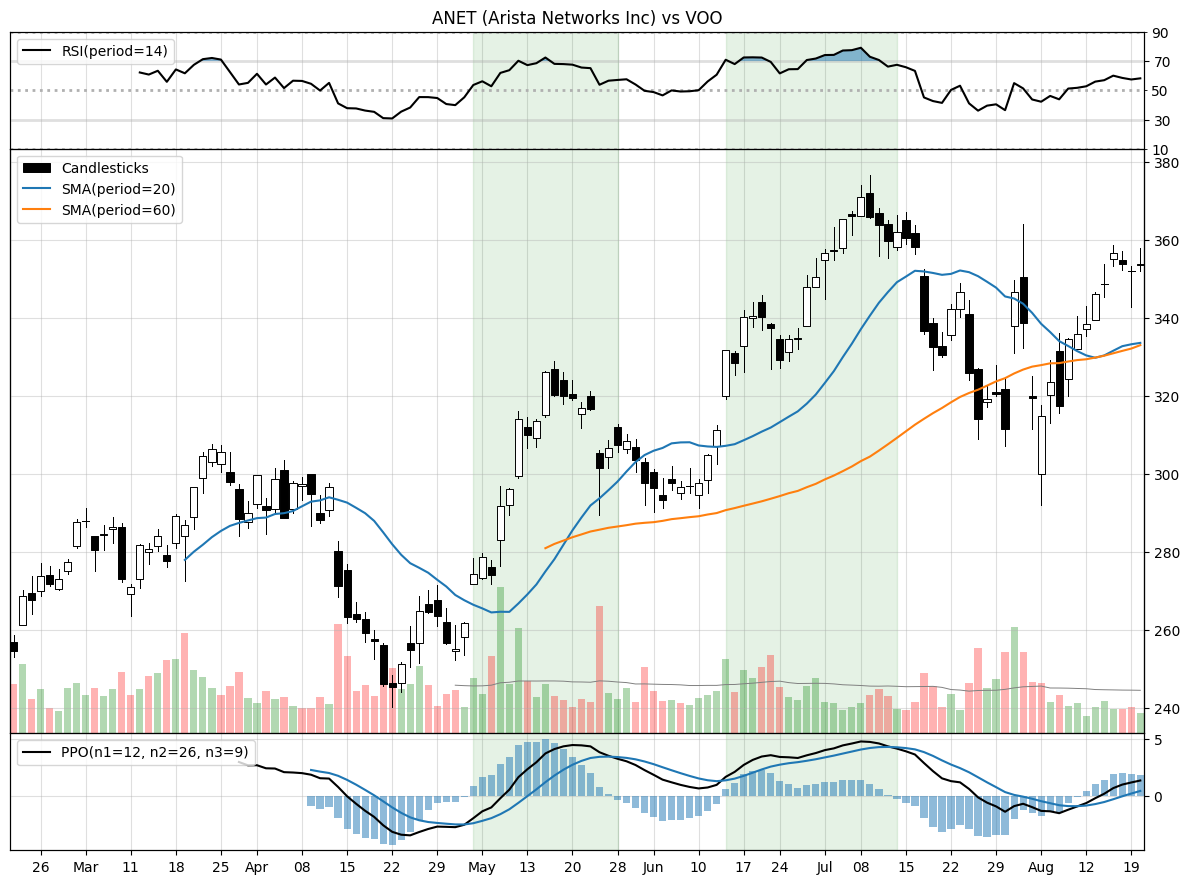 ANET (Arista Networks Inc) vs VOO
RSI(period=14)
90
70
50
30
10
Candlesticks
SMA(period=20)
SMA(period=60)
380
360
340
320
300
280
260
240
PPO(n1=12, n2=26, n3=9)
5
0
26 Mar 11 18 25 Apr 08 15 22 29 May 13 20 28 Jun 10 17 24 Jul 08 15 22 29 Aug 12 19